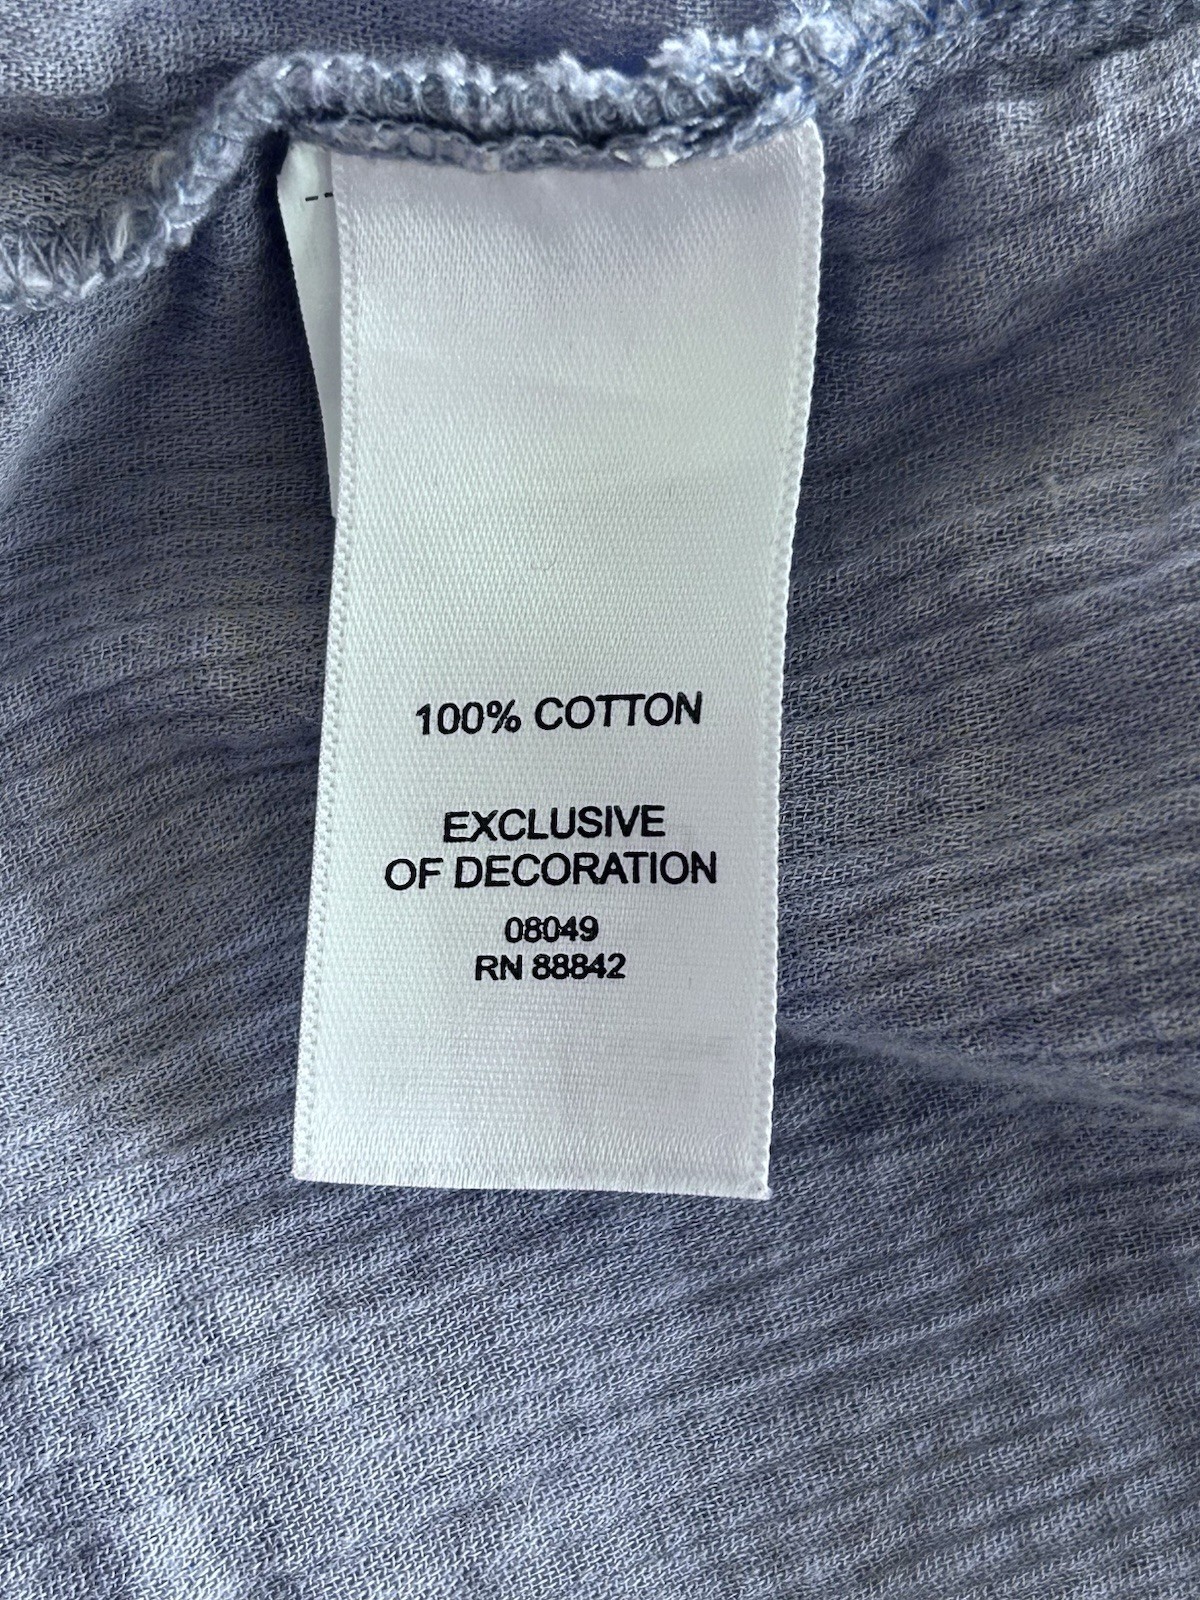 100% COTTON
EXCLUSIVE
OF DECORATION
08049
RN 88842